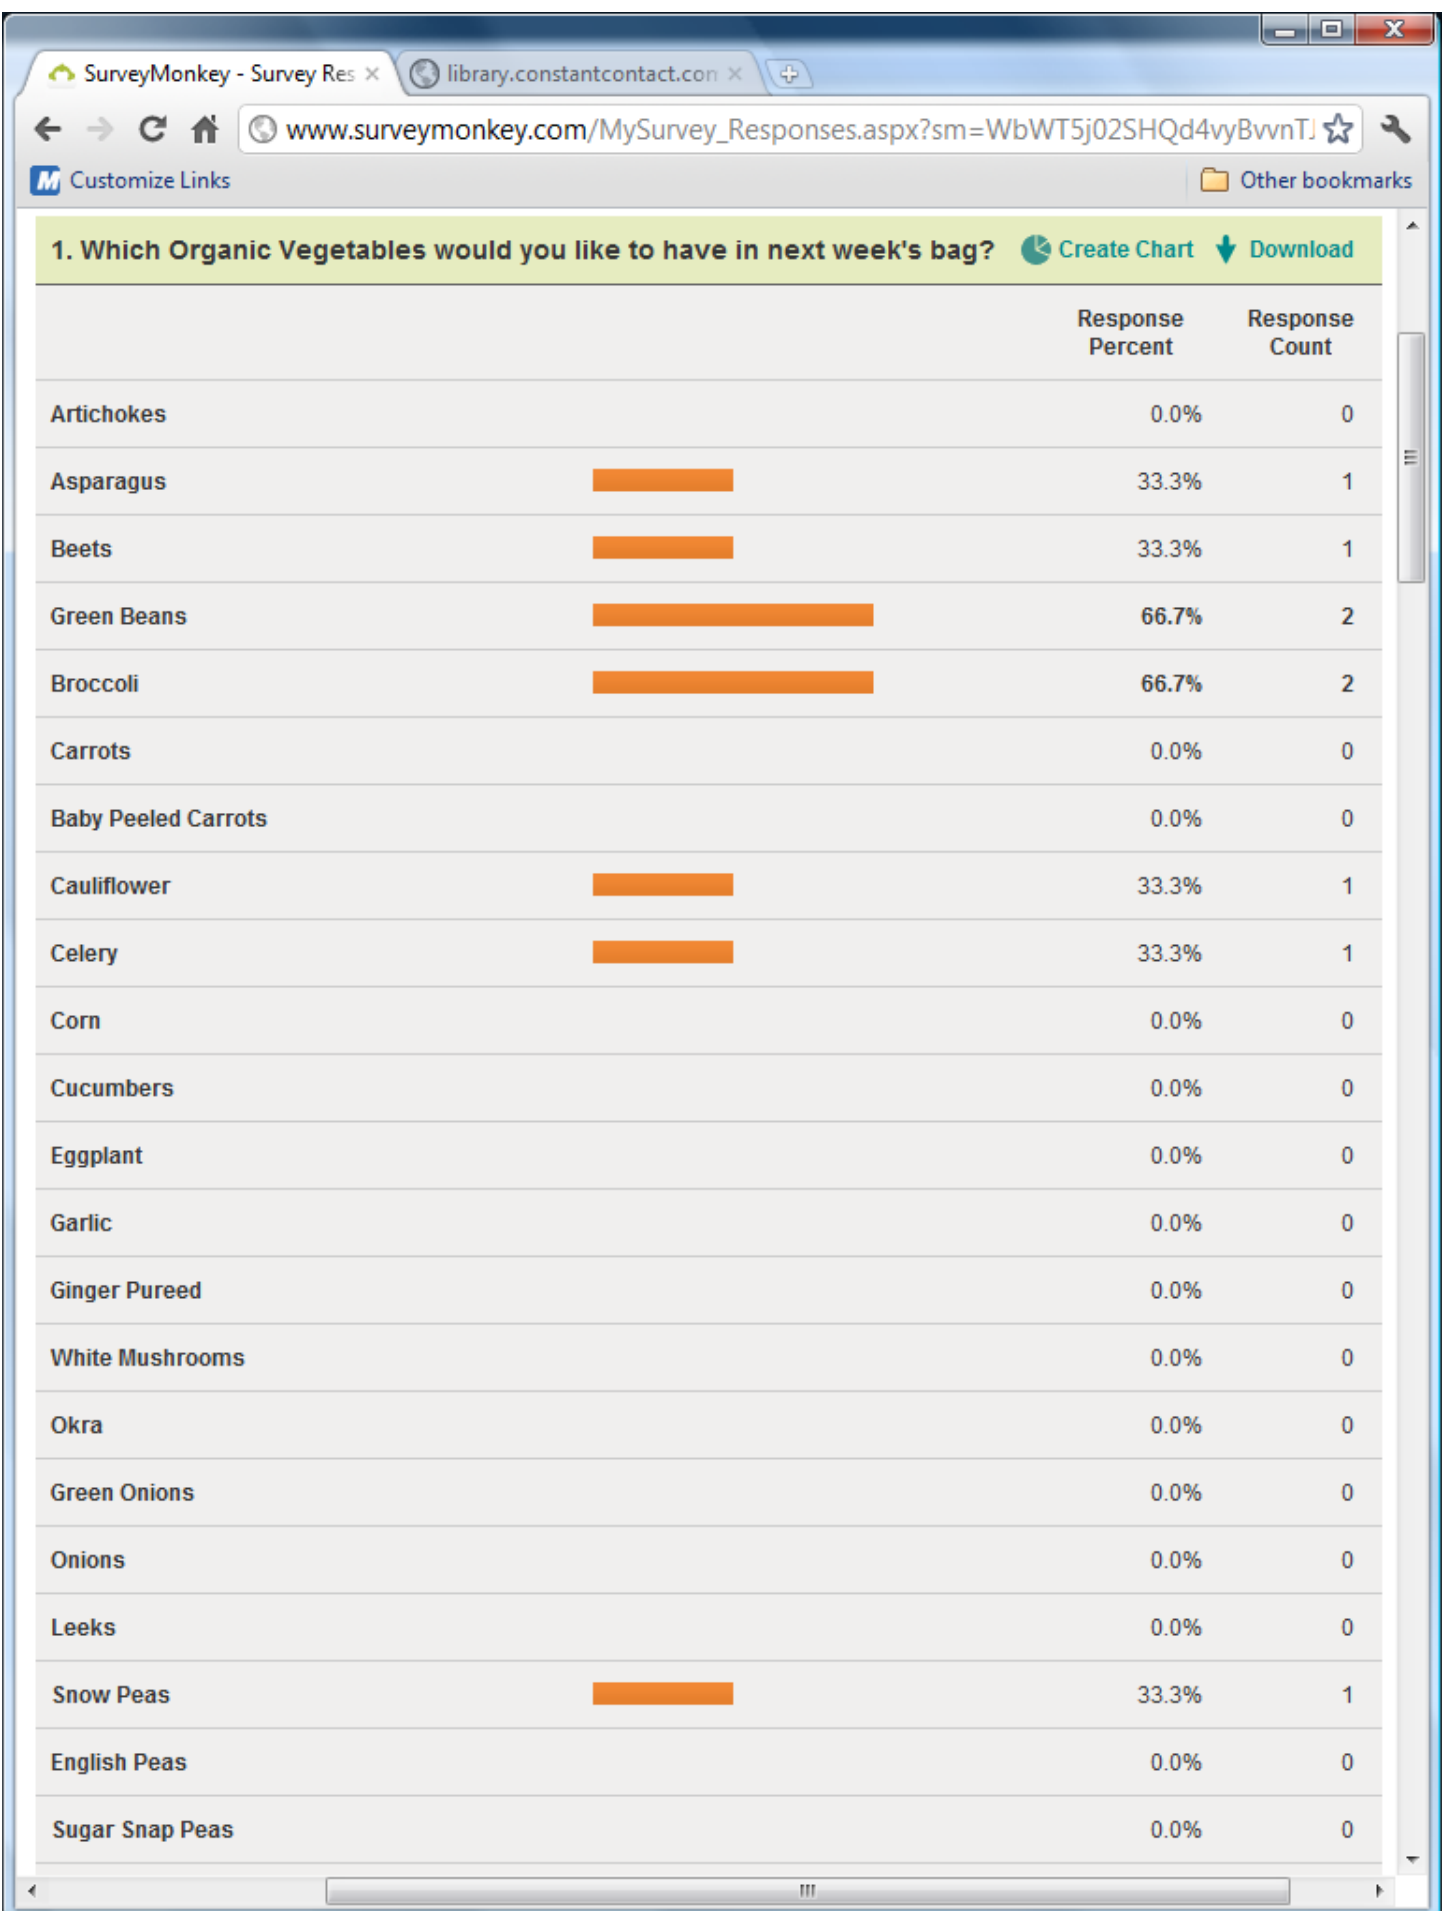 SurveyMonkey - Survey Res
library.constantcontact.con
www.surveymonkey.com/MySurvey_Responses.aspx?sm=WbWT5j02SHQd4vyBvvnTJ
Customize Links Other bookmarks
1. Which Organic Vegetables would you like to have in next week's bag? Create Chart Download
Response Percent Response Count
Artichokes 0.0% 0
Asparagus 33.3% 1
Beets 33.3% 1
Green Beans 66.7% 2
Broccoli 66.7% 2
Carrots 0.0% 0
Baby Peeled Carrots 0.0% 0
Cauliflower 33.3% 1
Celery 33.3% 1
Corn 0.0% 0
Cucumbers 0.0% 0
Eggplant 0.0% 0
Garlic 0.0% 0
Ginger Pureed 0.0% 0
White Mushrooms 0.0% 0
Okra 0.0% 0
Green Onions 0.0% 0
Onions 0.0% 0
Leeks 0.0% 0
Snow Peas 33.3% 1
English Peas 0.0% 0
Sugar Snap Peas 0.0% 0